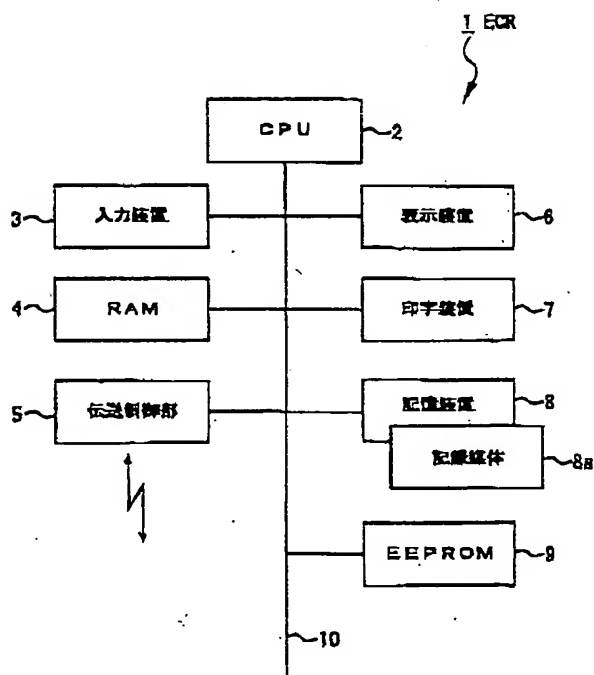 1 ECR
CPU 2
3 入力装置 表示装置 6
4 RAM 印字装置 7
5 伝送制御部 記憶装置 8
記録媒体 8a
EEPROM 9
10